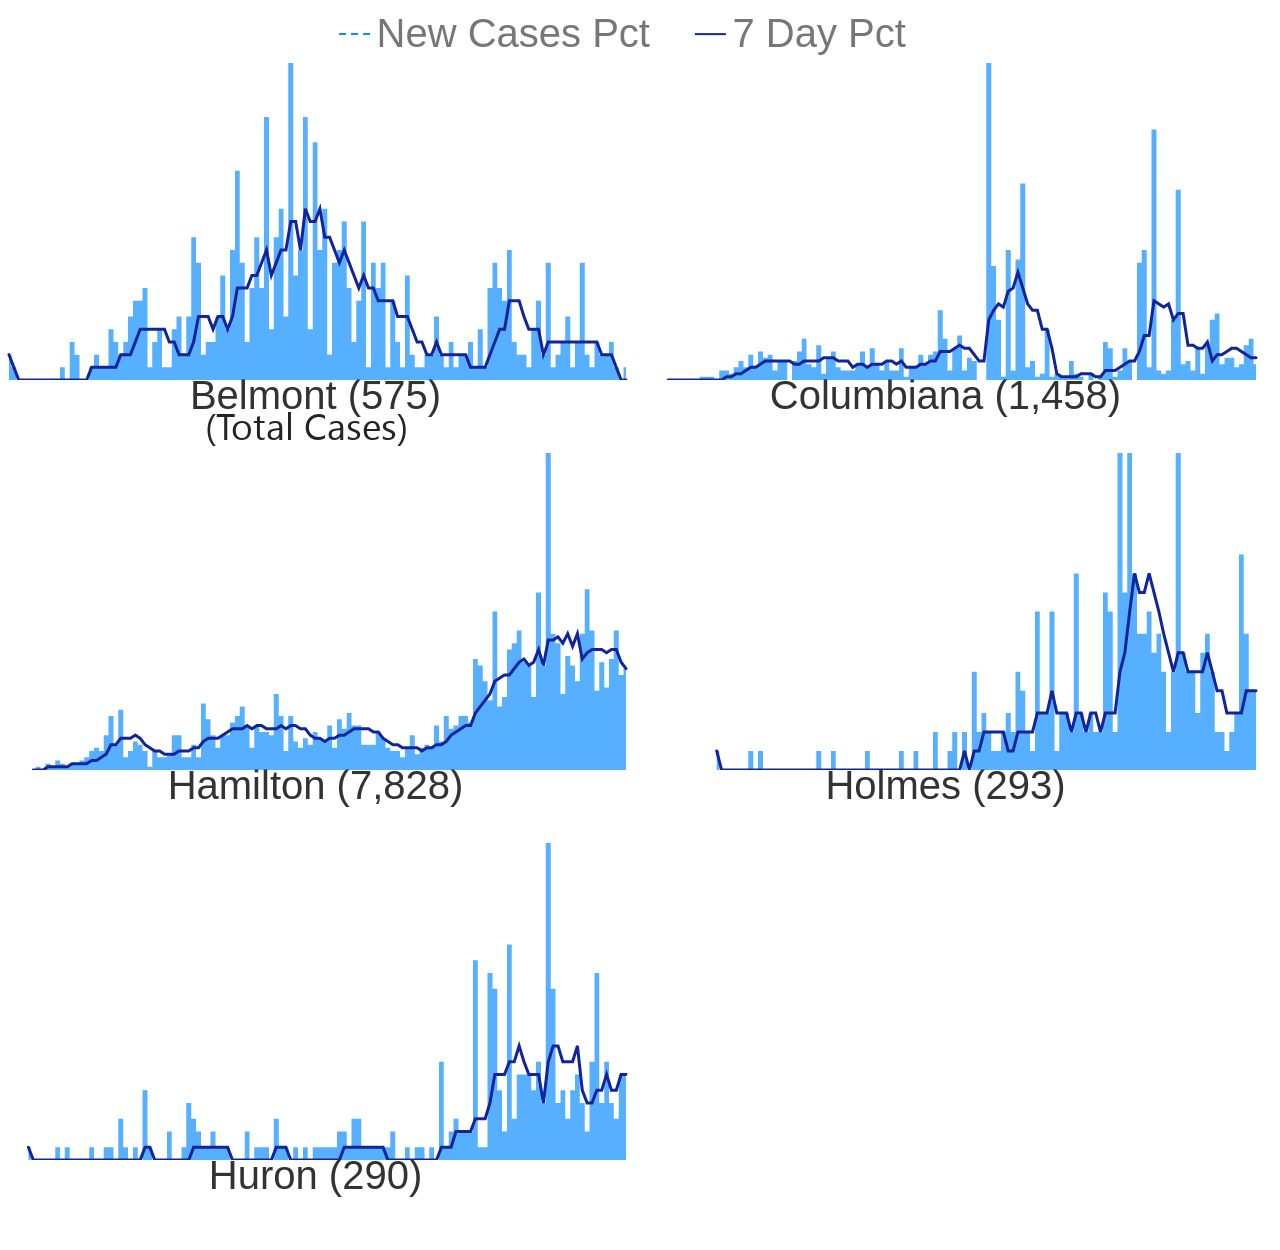 New Cases Pct 7 Day Pct
Belmont (575) Columbiana (1,458)
(Total Cases)
Hamilton (7,828) Holmes (293)
Huron (290)